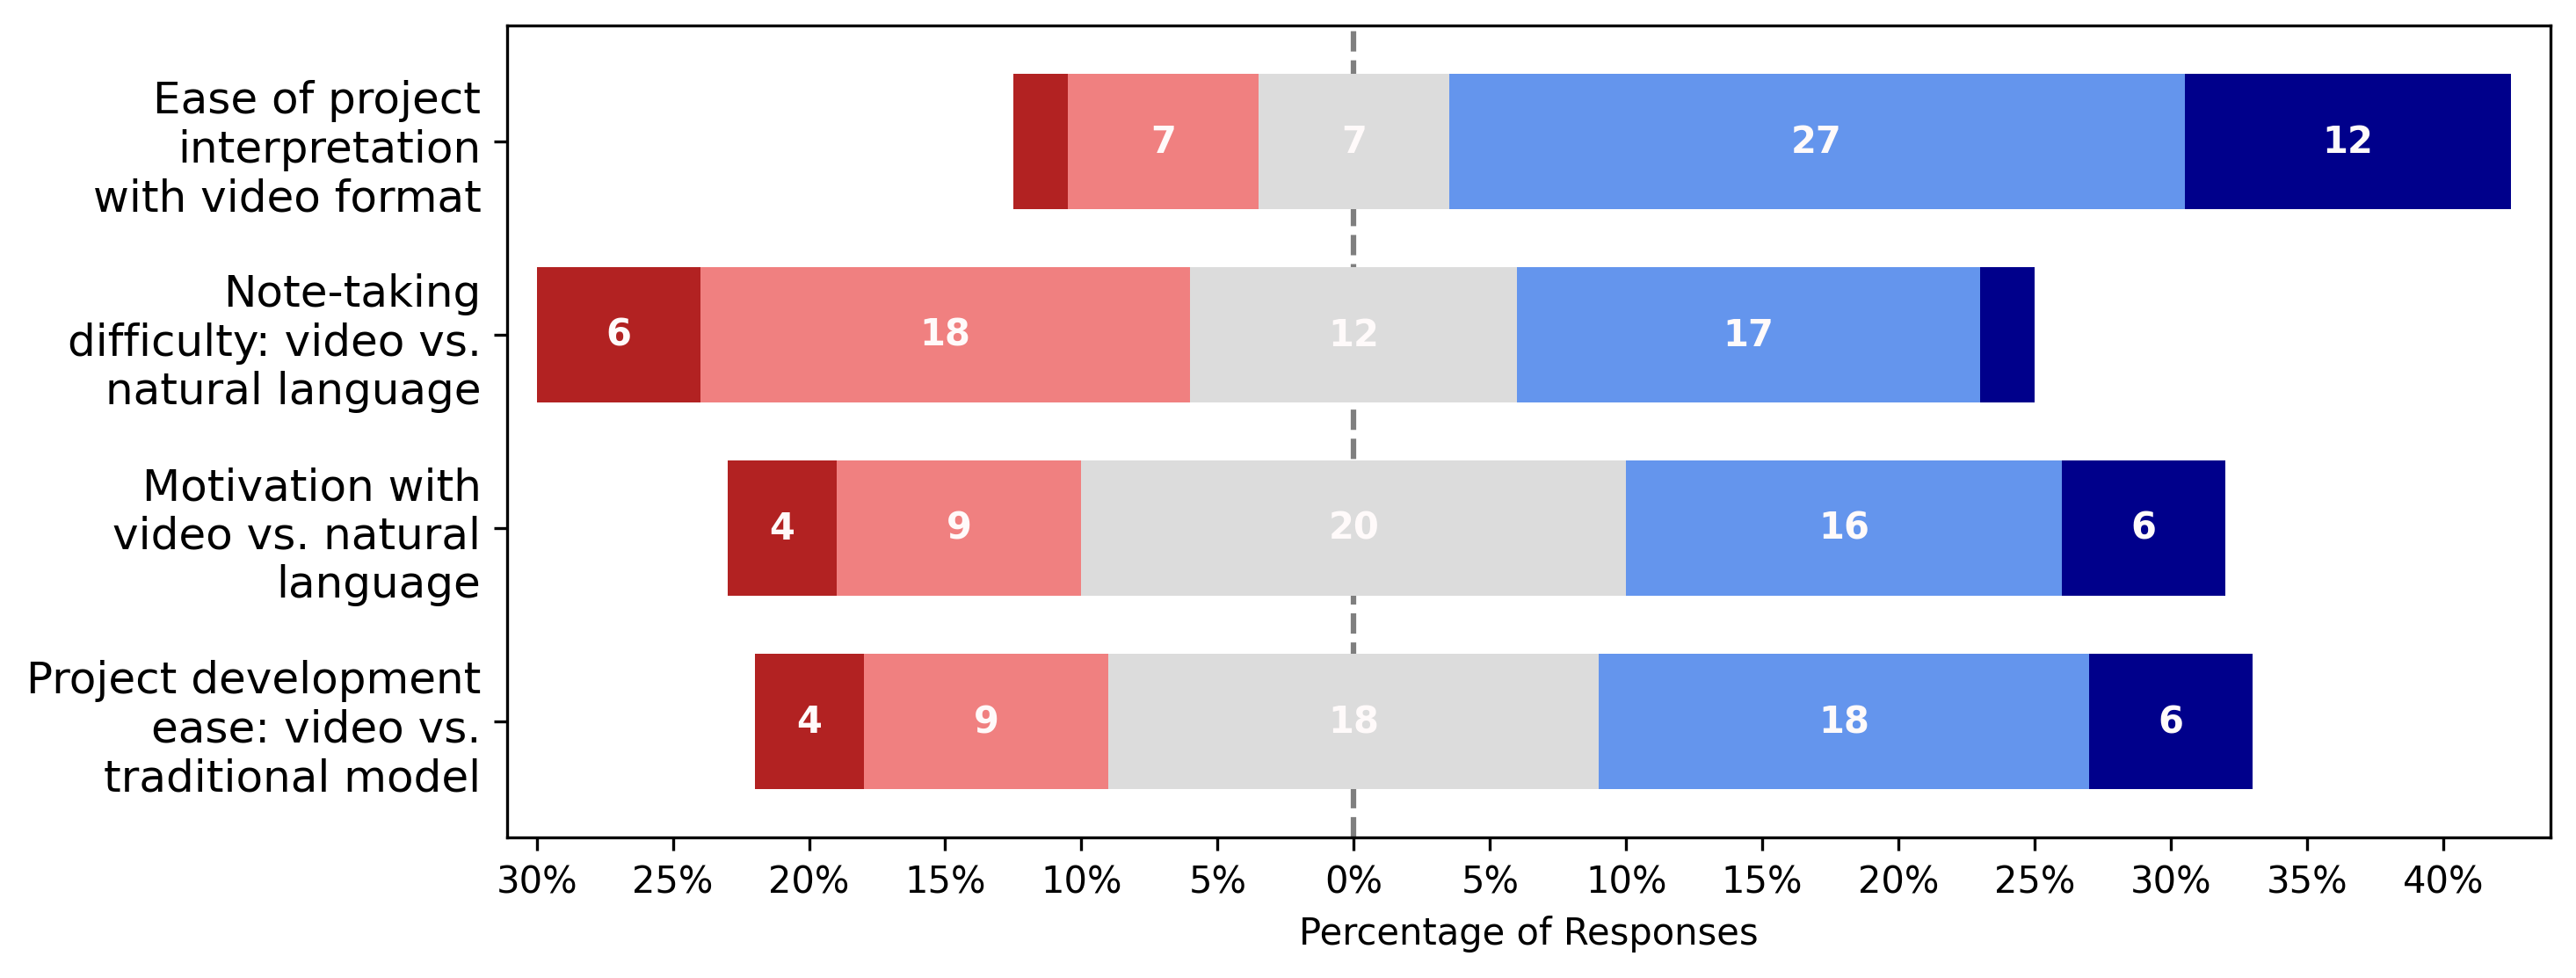 Ease of project
interpretation
with video format
7 7 27 12
Note-taking
difficulty: video vs.
natural language
6 18 12 17
Motivation with
video vs. natural
language
4 9 20 16 6
Project development
ease: video vs.
traditional model
4 9 18 18 6
30% 25% 20% 15% 10% 5% 0% 5% 10% 15% 20% 25% 30% 35% 40%
Percentage of Responses